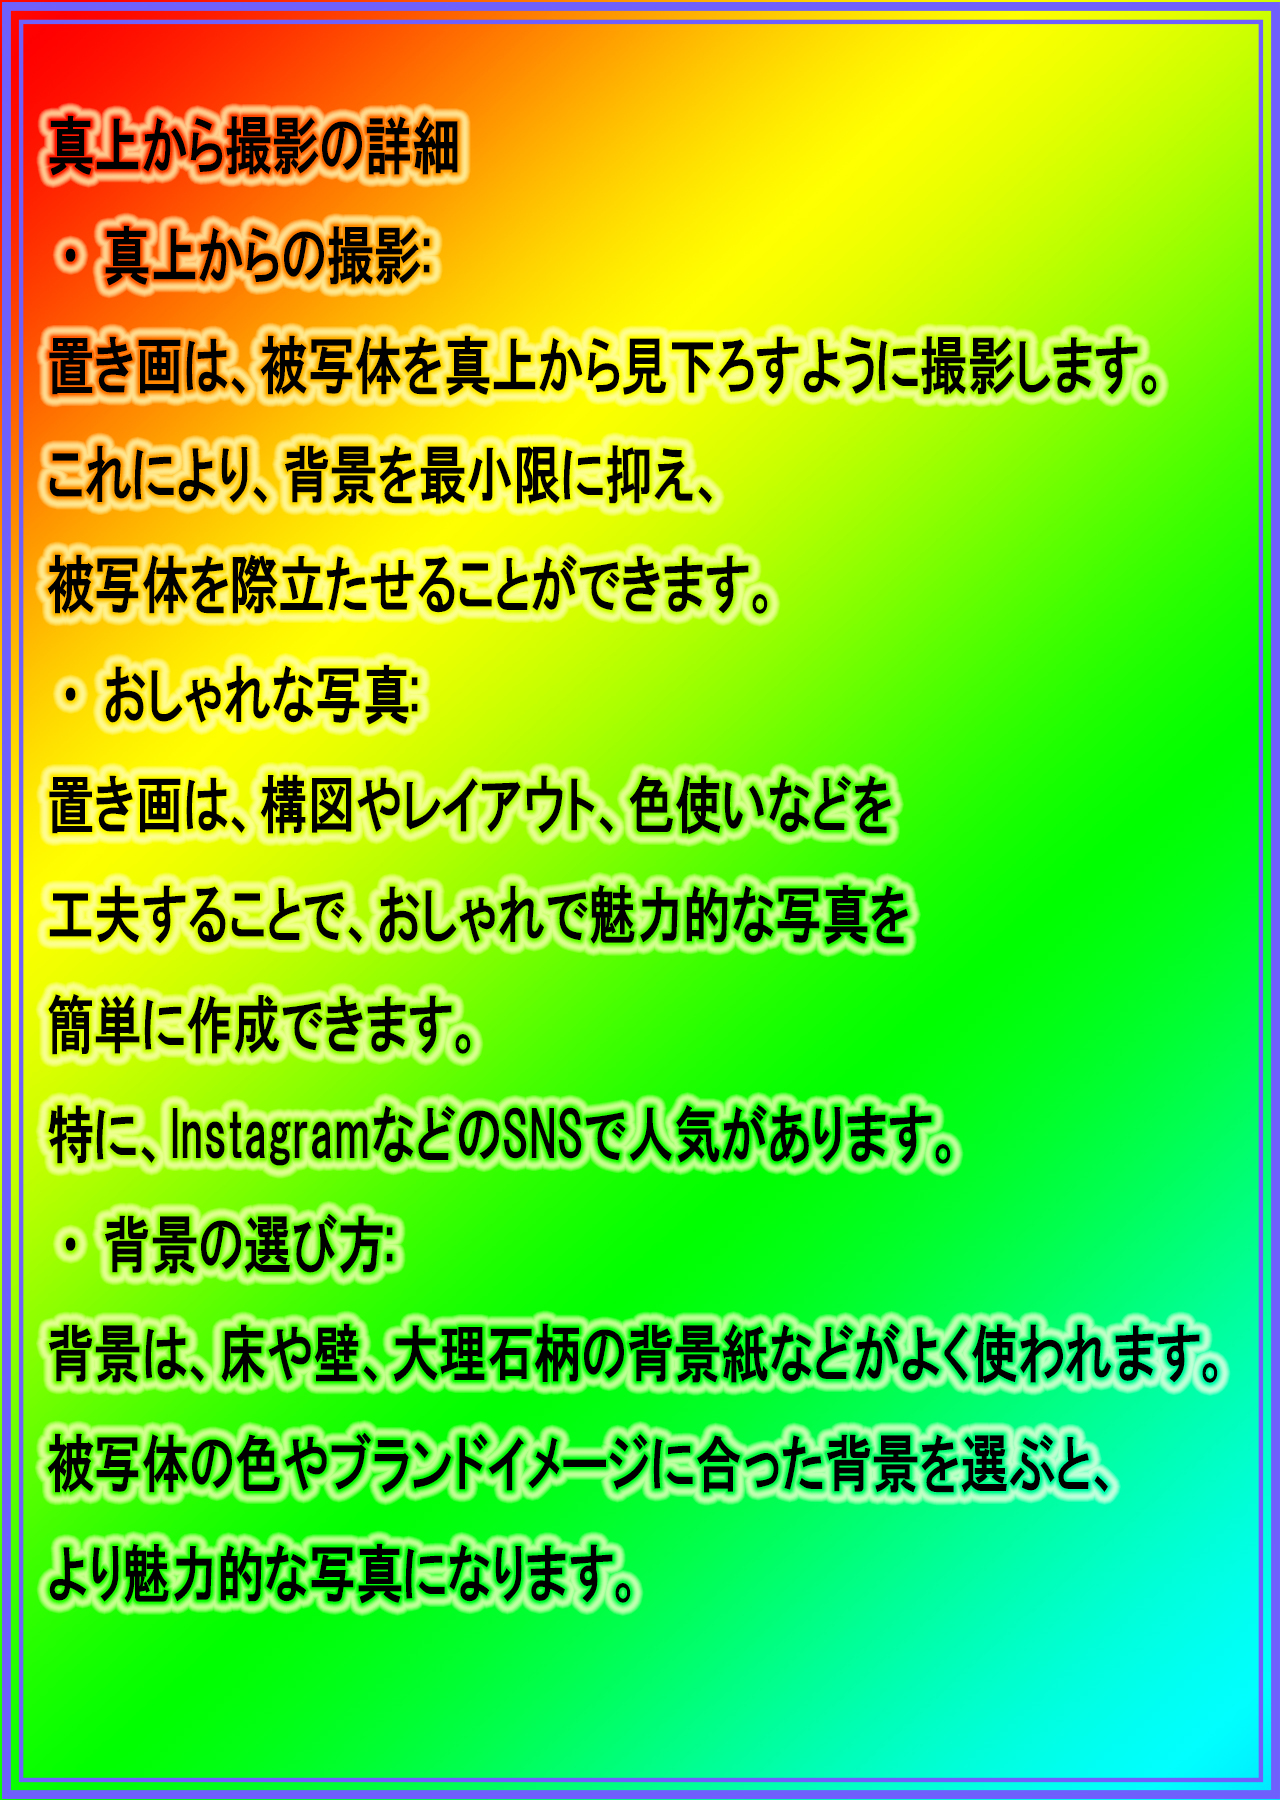 真上から撮影の詳細
・ 真上からの撮影:
置き画は、被写体を真上から見下ろすように撮影します。
これにより、背景を最小限に抑え、
被写体を際立たせることができます。
・ おしゃれな写真:
置き画は、構図やレイアウト、色使いなどを
工夫することで、おしゃれで魅力的な写真を
簡単に作成できます。
特に、InstagramなどのSNSで人気があります。
・ 背景の選び方:
背景は、床や壁、大理石柄の背景紙などがよく使われます。
被写体の色やブランドイメージに合った背景を選ぶと、
より魅力的な写真になります。